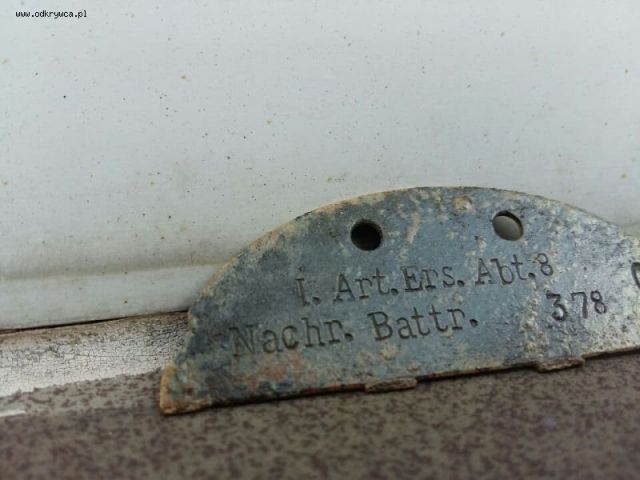 www.odkrywca.pl
I. Art. Ers. Abt. 8
Nachr. Battr. 378